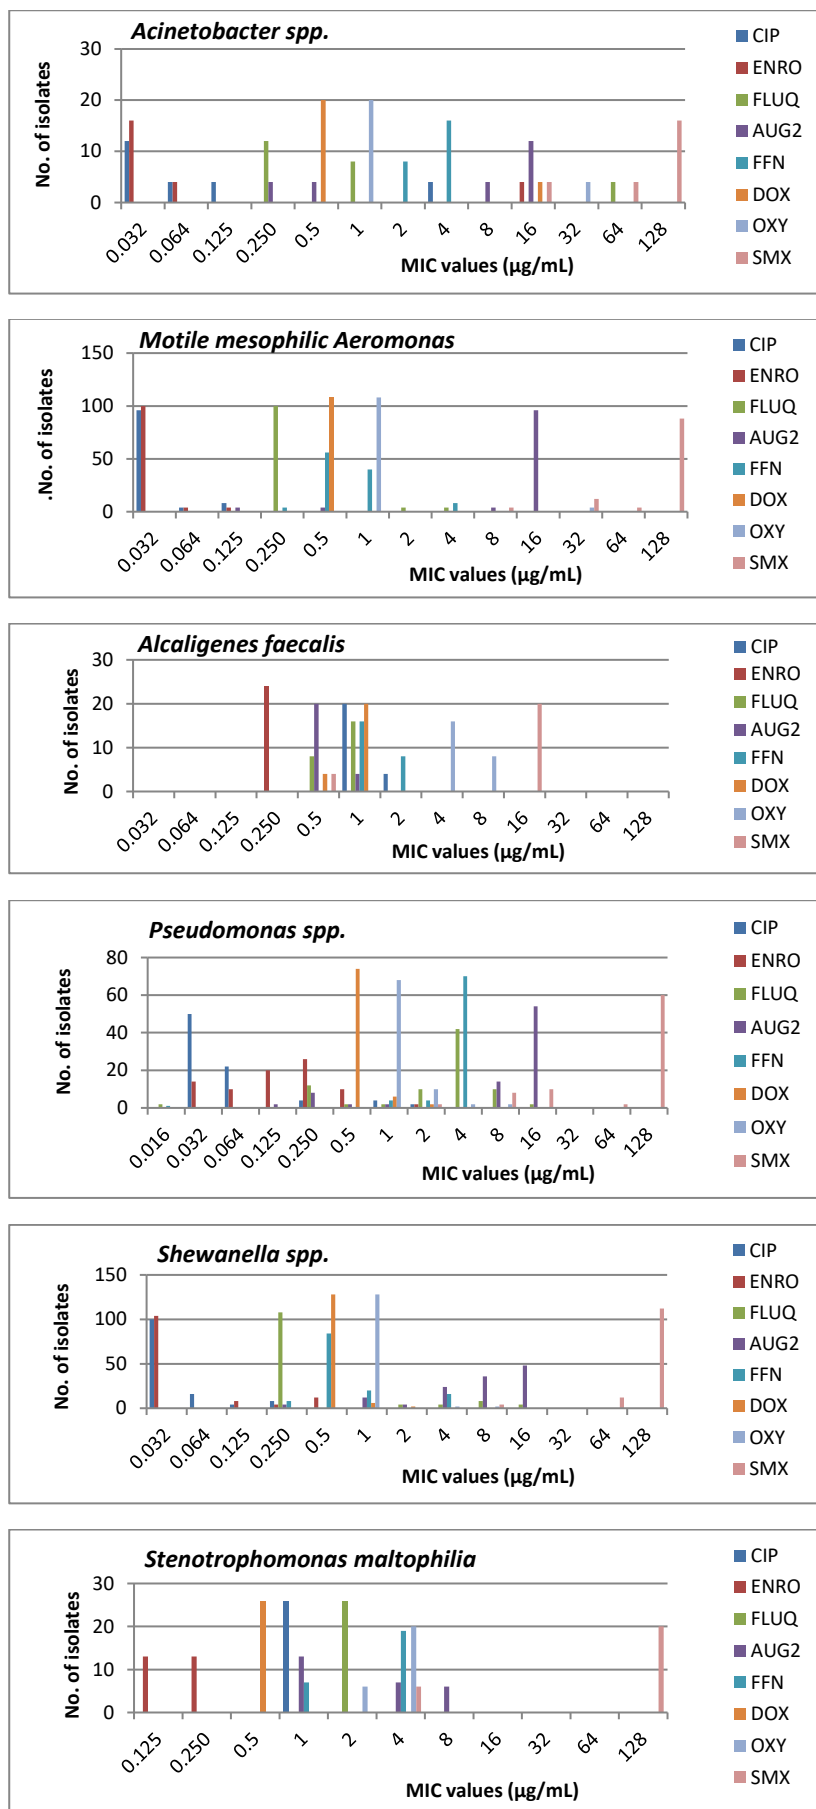 Acinetobacter spp.
No. of isolates
30
20
10
0
0.032
0.064
0.125
0.250
0.5
1
2
4
8
16
32
64
128
MIC values (µg/mL)
CIP
ENRO
FLUQ
AUG2
FFN
DOX
OXY
SMX
Motile mesophilic Aeromonas
.No. of isolates
150
100
50
0
0.032
0.064
0.125
0.250
0.5
1
2
4
8
16
32
64
128
MIC values (µg/mL)
CIP
ENRO
FLUQ
AUG2
FFN
DOX
OXY
SMX
Alcaligenes faecalis
No. of isolates
30
20
10
0
0.032
0.064
0.125
0.250
0.5
1
2
4
8
16
32
64
128
MIC values (µg/mL)
CIP
ENRO
FLUQ
AUG2
FFN
DOX
OXY
SMX
Pseudomonas spp.
No. of isolates
80
60
40
20
0
0.016
0.032
0.064
0.125
0.250
0.5
1
2
4
8
16
32
64
128
MIC values (µg/mL)
CIP
ENRO
FLUQ
AUG2
FFN
DOX
OXY
SMX
Shewanella spp.
No. of isolates
150
100
50
0
0.032
0.064
0.125
0.250
0.5
1
2
4
8
16
32
64
128
MIC values (µg/mL)
CIP
ENRO
FLUQ
AUG2
FFN
DOX
OXY
SMX
Stenotrophomonas maltophilia
No. of isolates
30
20
10
0
0.125
0.250
0.5
1
2
4
8
16
32
64
128
MIC values (µg/mL)
CIP
ENRO
FLUQ
AUG2
FFN
DOX
OXY
SMX